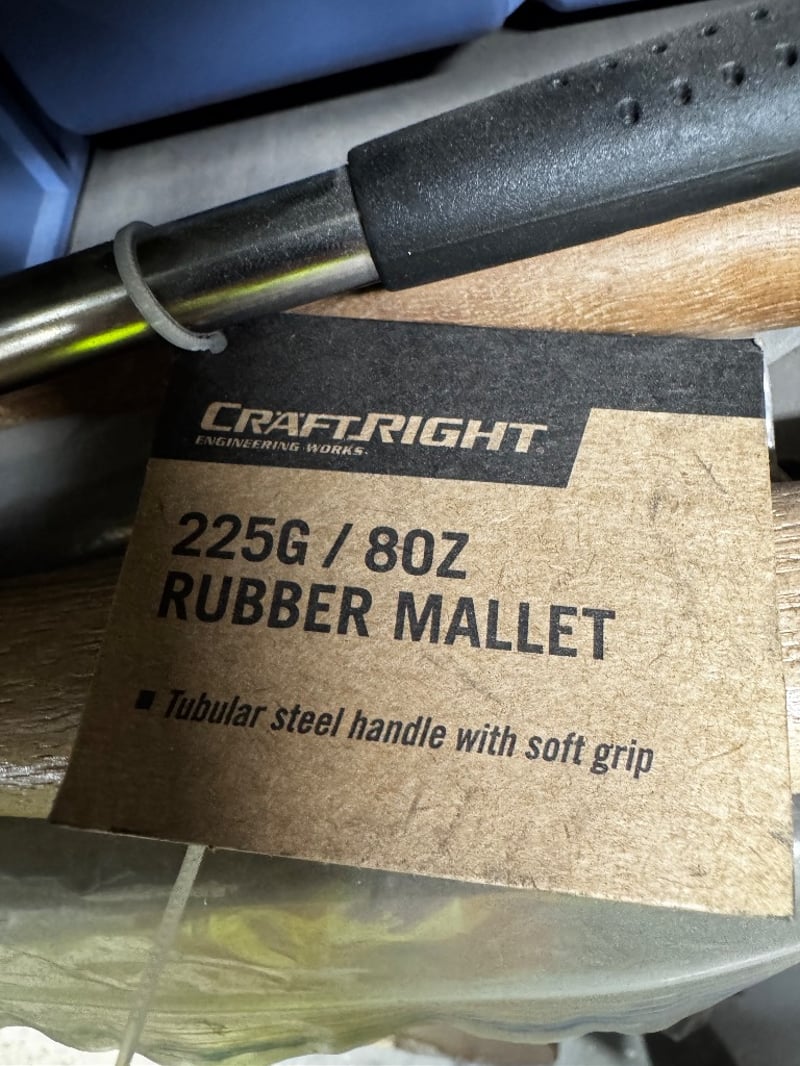 CRAFTRIGHT
ENGINEERING WORKS
225G / 8OZ
RUBBER MALLET
Tubular steel handle with soft grip